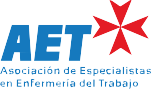 AET
Asociación de Especialistas
en Enfermería del Trabajo